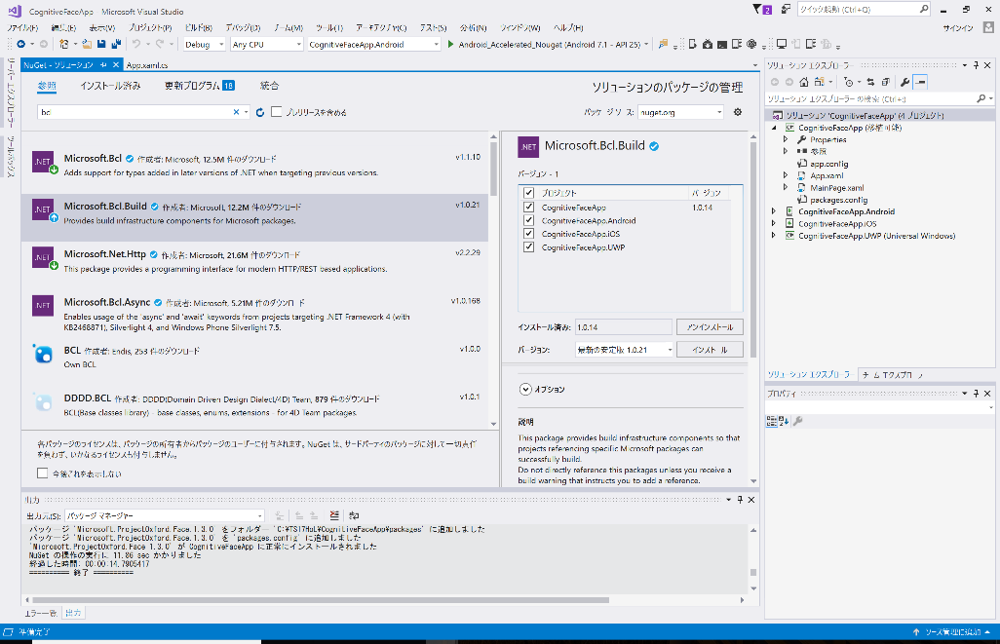 CognitiveFaceApp - Microsoft Visual Studio
2
クイック起動 (Ctrl+Q)
ファイル(F) 編集(E) 表示(V) プロジェクト(P) ビルド(B) デバッグ(D) チーム(M) ツール(T) アーキテクチャ(C) テスト(S) 分析(N) ウィンドウ(W) ヘルプ(H)
サインイン
Debug Any CPU CognitiveFaceApp.Android Android_Accelerated_Nougat (Android 7.1 - API 25)
サーバー エクスプローラー
ツールボックス
NuGet - ソリューション App.xaml.cs
参照 インストール済み 更新プログラム 18 統合
ソリューションのパッケージの管理
bcl
プレリリースを含める
パッケージ ソース: nuget.org
.NET
Microsoft.Bcl 作成者: Microsoft, 12.5M 件のダウンロード v1.1.10
Adds support for types added in later versions of .NET when targeting previous versions.
.NET
Microsoft.Bcl.Build 作成者: Microsoft, 12.2M 件のダウンロード v1.0.21
Provides build infrastructure components for Microsoft packages.
.NET
Microsoft.Net.Http 作成者: Microsoft, 21.6M 件のダウンロード v2.2.29
This package provides a programming interface for modern HTTP/REST based applications.
.NET
Microsoft.Bcl.Async 作成者: Microsoft, 5.21M 件のダウンロード v1.0.168
Enables usage of the 'async' and 'await' keywords from projects targeting .NET Framework 4 (with
KB2468871), Silverlight 4, and Windows Phone Silverlight 7.5.
BCL 作成者: Endis, 253 件のダウンロード v1.0.0
Own BCL
DDDD.BCL 作成者: DDDD(Domain Driven Design Dialect/4D) Team, 879 件のダウンロード v1.0.1
BCL(Base classes library) - base classes, enums, extensions - for 4D Team packages.
各パッケージのライセンスは、パッケージの所有者からパッケージのユーザーに付与されます。NuGet は、サードパーティのパッケージに対して一切責任
を負わず、いかなるライセンスも付与しません。
今後これを表示しない
.NET
Microsoft.Bcl.Build
バージョン - 1
プロジェクト バージョン
CognitiveFaceApp 1.0.14
CognitiveFaceApp.Android
CognitiveFaceApp.iOS
CognitiveFaceApp.UWP
インストール済み: 1.0.14 アンインストール
バージョン: 最新の安定版 1.0.21 インストール
オプション
説明
This package provides build infrastructure components so that
projects referencing specific Microsoft packages can
successfully build.
Do not directly reference this packages unless you receive a
build warning that instructs you to add a reference.
ソリューション エクスプローラー
ソリューション エクスプローラー の検索 (Ctrl+;)
ソリューション 'CognitiveFaceApp' (4 プロジェクト)
CognitiveFaceApp (移植可能)
Properties
参照
app.config
App.xaml
MainPage.xaml
packages.config
CognitiveFaceApp.Android
CognitiveFaceApp.iOS
CognitiveFaceApp.UWP (Universal Windows)
ソリューション エクスプローラー チーム エクスプローラー
プロパティ
出力
出力元(S): パッケージ マネージャー
パッケージ 'Microsoft.ProjectOxford.Face.1.3.0' をフォルダー 'C:¥TS17HoL¥CognitiveFaceApp¥packages' に追加しました
パッケージ 'Microsoft.ProjectOxford.Face.1.3.0' を 'packages.config' に追加しました
'Microsoft.ProjectOxford.Face 1.3.0' が CognitiveFaceApp に正常にインストールされました
NuGet の操作の実行に 11.86 sec かかりました
経過した時間: 00:00:14.7905417
========== 終了 ==========
エラー一覧 出力
準備完了
ソース管理に追加